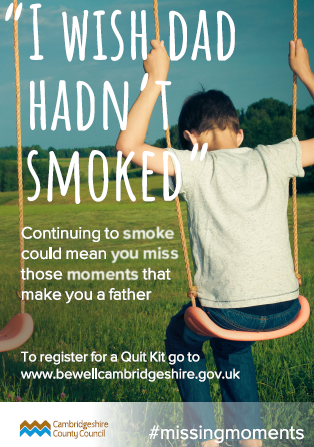 "I WISH DAD
HADN'T
SMOKED"
Continuing to smoke
could mean you miss
those moments that
make you a father
To register for a Quit Kit go to
www.bewellcambridgeshire.gov.uk
Cambridgeshire
County Council
#missingmoments